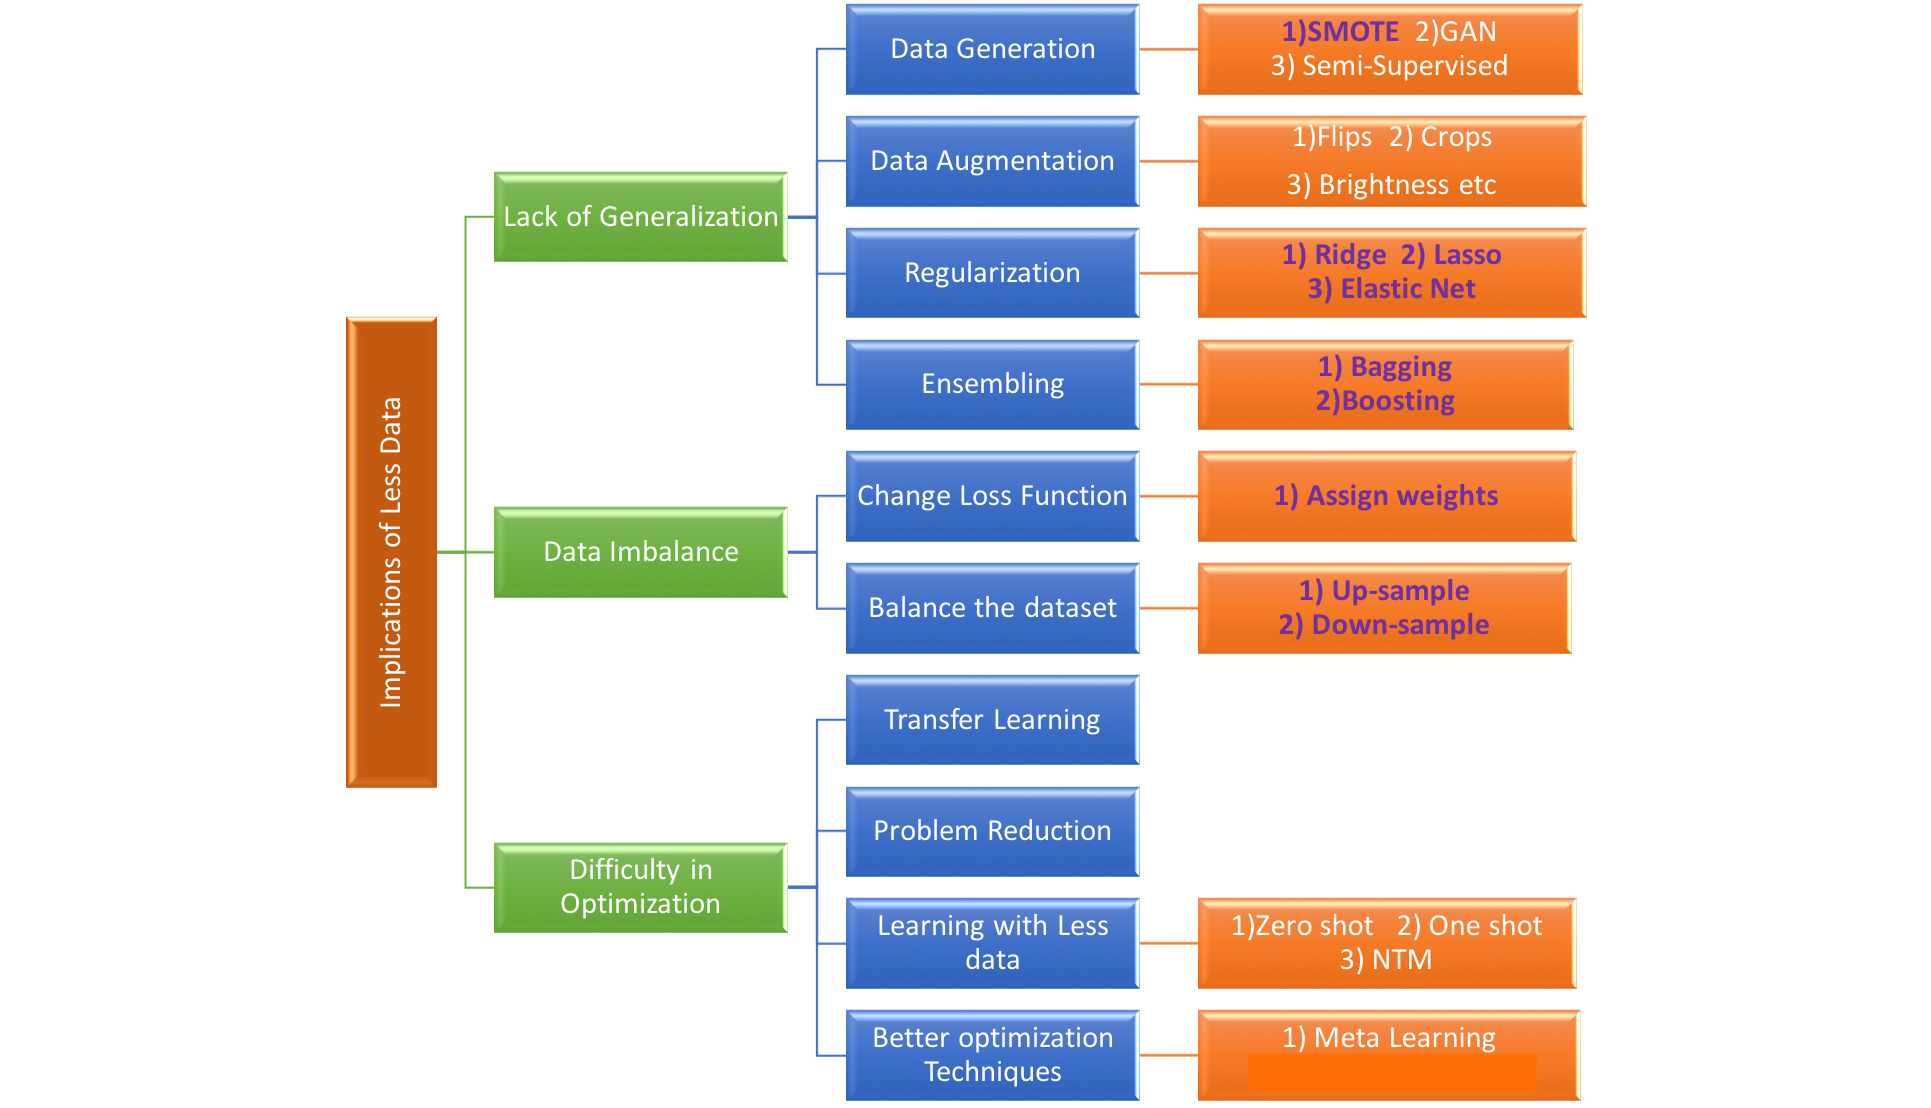 Implications of Less Data
Lack of Generalization
Data Generation
1)SMOTE 2)GAN
3) Semi-Supervised
Data Augmentation
1)Flips 2) Crops
3) Brightness etc
Regularization
1) Ridge 2) Lasso
3) Elastic Net
Ensembling
1) Bagging
2)Boosting
Data Imbalance
Change Loss Function
1) Assign weights
Balance the dataset
1) Up-sample
2) Down-sample
Difficulty in
Optimization
Transfer Learning
Problem Reduction
Learning with Less
data
1)Zero shot 2) One shot
3) NTM
Better optimization
Techniques
1) Meta Learning